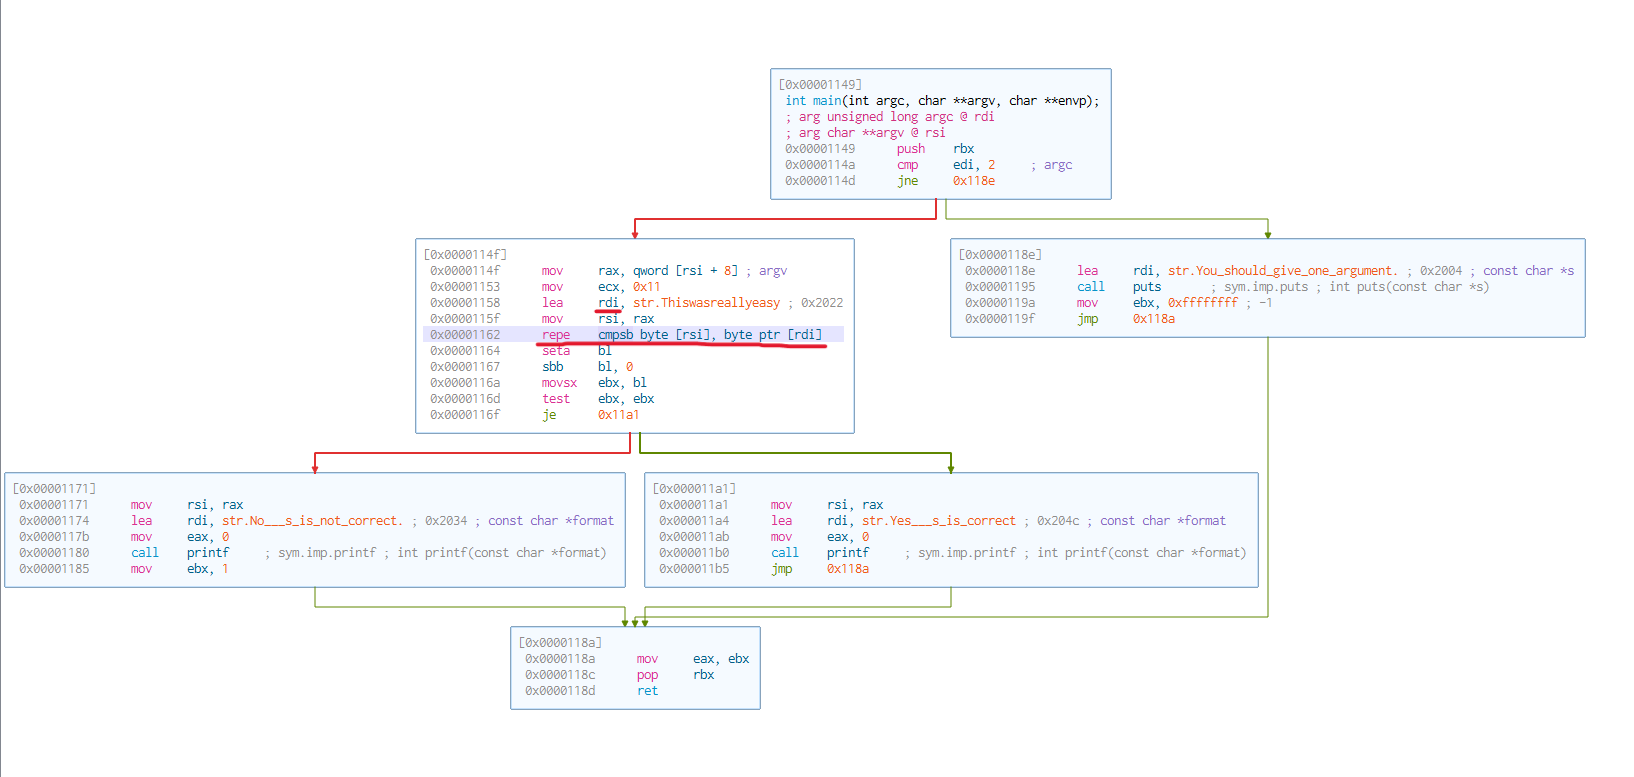 [0x00001149]
int main(int argc, char **argv, char **envp);
; arg unsigned long argc @ rdi
; arg char **argv @ rsi
0x00001149 push rbx
0x0000114a cmp edi, 2 ; argc
0x0000114d jne 0x118e
[0x0000114f]
0x0000114f mov rax, qword [rsi + 8] ; argv
0x00001153 mov ecx, 0x11
0x00001158 lea rdi, str.Thiswasreallyeasy ; 0x2022
0x0000115f mov rsi, rax
0x00001162 repe cmpsb byte [rsi], byte ptr [rdi]
0x00001164 seta bl
0x00001167 sbb bl, 0
0x0000116a movsx ebx, bl
0x0000116d test ebx, ebx
0x0000116f je 0x11a1
[0x0000118e]
0x0000118e lea rdi, str.You_should_give_one_argument. ; 0x2004 ; const char *s
0x00001195 call puts ; sym.imp.puts ; int puts(const char *s)
0x0000119a mov ebx, 0xffffffff ; -1
0x0000119f jmp 0x118a
[0x00001171]
0x00001171 mov rsi, rax
0x00001174 lea rdi, str.No___s_is_not_correct. ; 0x2034 ; const char *format
0x0000117b mov eax, 0
0x00001180 call printf ; sym.imp.printf ; int printf(const char *format)
0x00001185 mov ebx, 1
[0x000011a1]
0x000011a1 mov rsi, rax
0x000011a4 lea rdi, str.Yes___s_is_correct ; 0x204c ; const char *format
0x000011ab mov eax, 0
0x000011b0 call printf ; sym.imp.printf ; int printf(const char *format)
0x000011b5 jmp 0x118a
[0x0000118a]
0x0000118a mov eax, ebx
0x0000118c pop rbx
0x0000118d ret